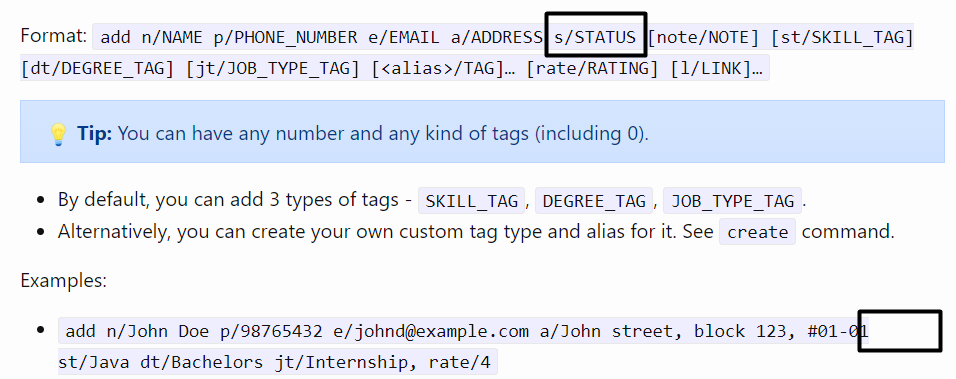 Format: add n/NAME p/PHONE_NUMBER e/EMAIL a/ADDRESS s/STATUS [note/NOTE] [st/SKILL_TAG]
[dt/DEGREE_TAG] [jt/JOB_TYPE_TAG] [<alias>/TAG]… [rate/RATING] [l/LINK]…
💡 Tip: You can have any number and any kind of tags (including 0).
• By default, you can add 3 types of tags - SKILL_TAG, DEGREE_TAG, JOB_TYPE_TAG.
• Alternatively, you can create your own custom tag type and alias for it. See create command.
Examples:
• add n/John Doe p/98765432 e/johnd@example.com a/John street, block 123, #01-01
st/Java dt/Bachelors jt/Internship, rate/4